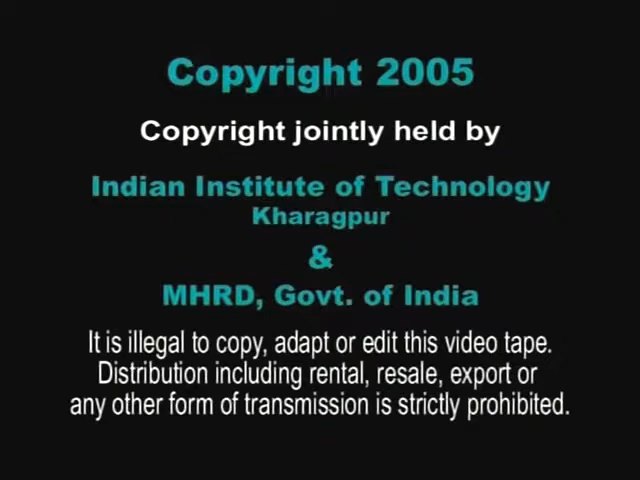 Copyright 2005
Copyright jointly held by
Indian Institute of Technology
Kharagpur
&
MHRD, Govt. of India
It is illegal to copy, adapt or edit this video tape.
Distribution including rental, resale, export or
any other form of transmission is strictly prohibited.